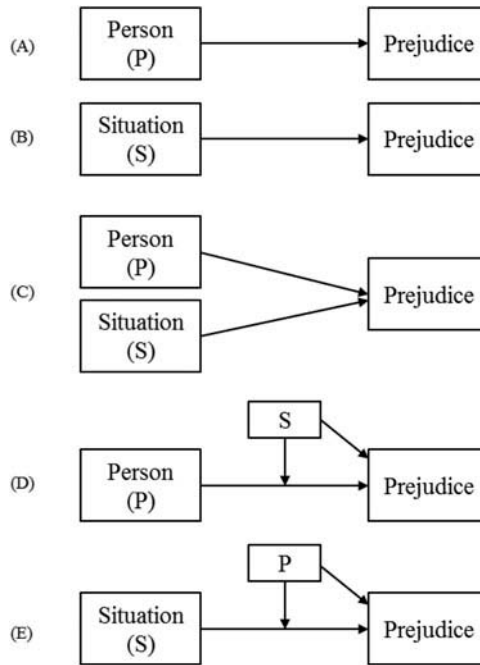 (A)
Person
(P)
Prejudice
(B)
Situation
(S)
Prejudice
(C)
Person
(P)
Situation
(S)
Prejudice
(D)
S
Person
(P)
Prejudice
(E)
P
Situation
(S)
Prejudice